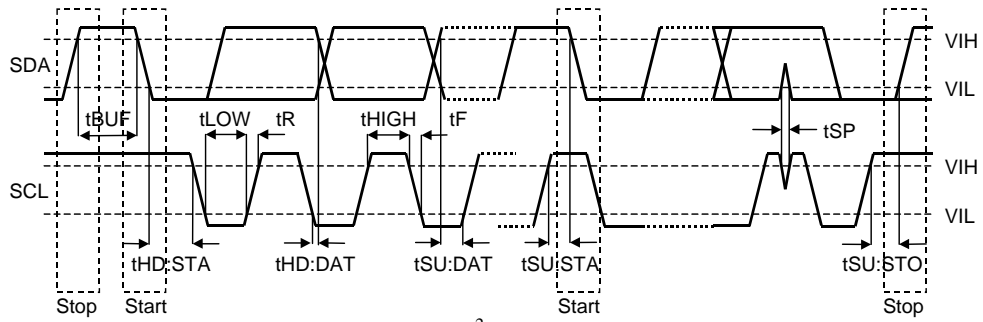 VIH
SDA
VIL
tBUF tLOW tR tHIGH tF tSP
VIH
SCL
VIL
tHD:STA tHD:DAT tSU:DAT tSU:STA tSU:STO
Stop Start Start Stop
2